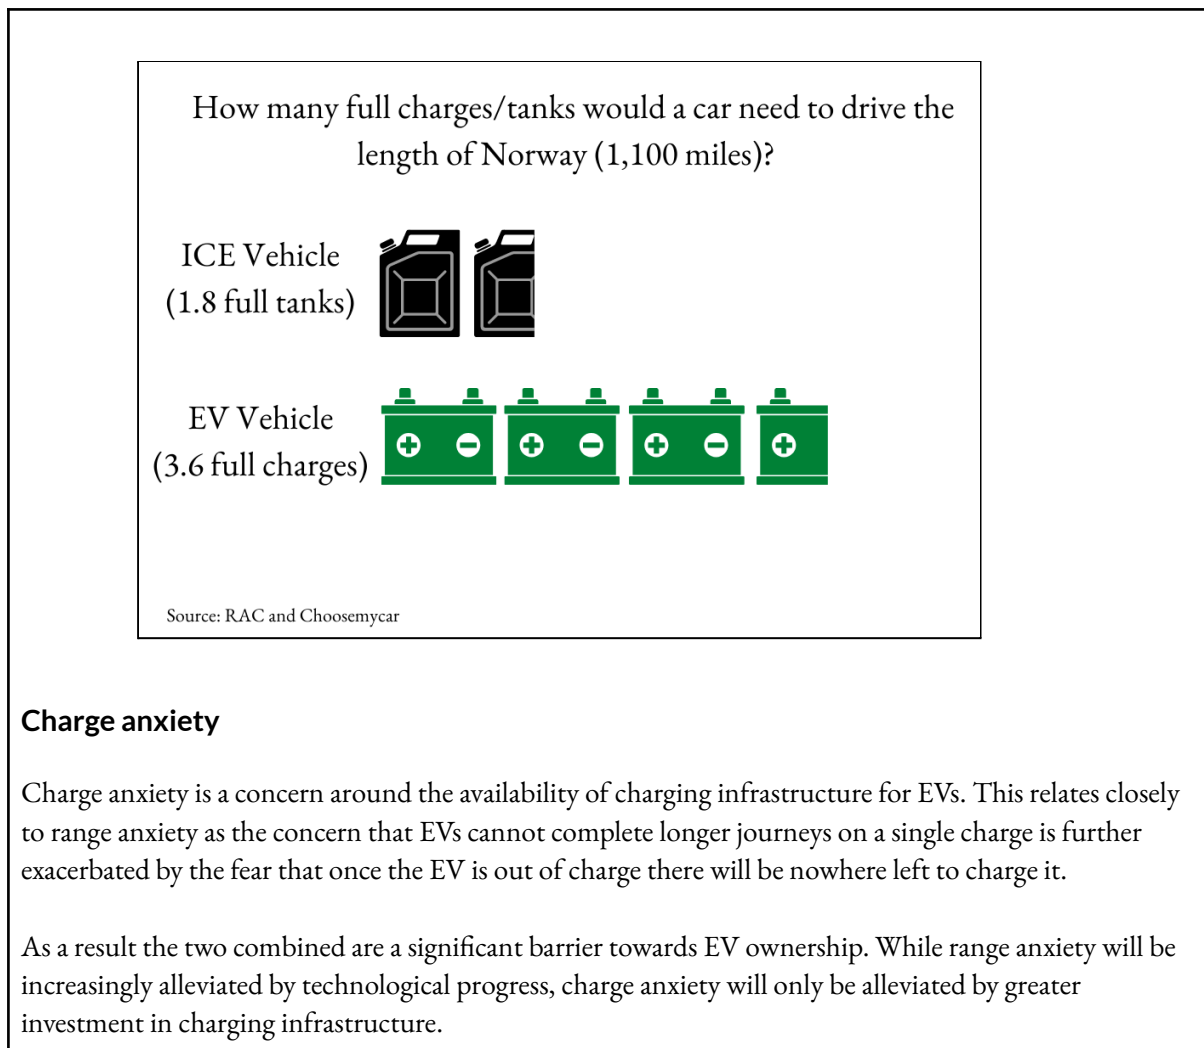 How many full charges/tanks would a car need to drive the
length of Norway (1,100 miles)?
ICE Vehicle
(1.8 full tanks)
EV Vehicle
(3.6 full charges)
Source: RAC and Choosemycar
Charge anxiety
Charge anxiety is a concern around the availability of charging infrastructure for EVs. This relates closely
to range anxiety as the concern that EVs cannot complete longer journeys on a single charge is further
exacerbated by the fear that once the EV is out of charge there will be nowhere left to charge it.
As a result the two combined are a significant barrier towards EV ownership. While range anxiety will be
increasingly alleviated by technological progress, charge anxiety will only be alleviated by greater
investment in charging infrastructure.